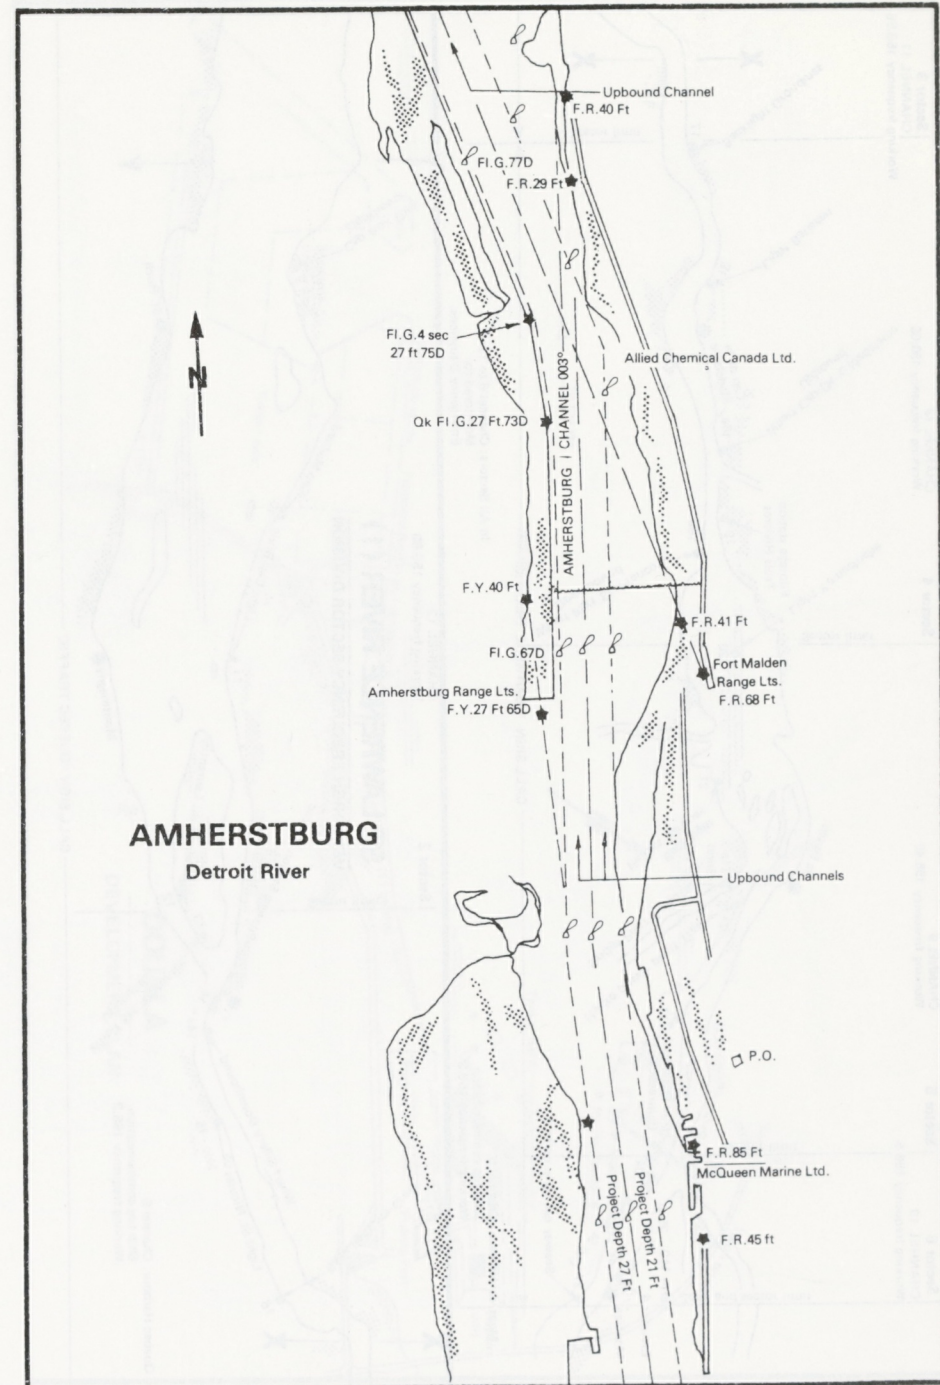 Upbound Channel
F.R.40 Ft
Fl.G.77D
F.R.29 Ft
Fl.G.4 sec
27 ft 75D
Allied Chemical Canada Ltd.
Qk Fl.G.27 Ft.73D
AMHERSTBURG CHANNEL 003°
N
F.Y.40 Ft
F.R.41 Ft
Fl.G.67D
Fort Malden
Range Lts.
F.R.68 Ft
Amherstburg Range Lts.
F.Y.27 Ft 65D
AMHERSTBURG
Detroit River
Upbound Channels
P.O.
F.R.85 Ft
McQueen Marine Ltd.
Project Depth 27 Ft
Project Depth 21 Ft
F.R.45 ft